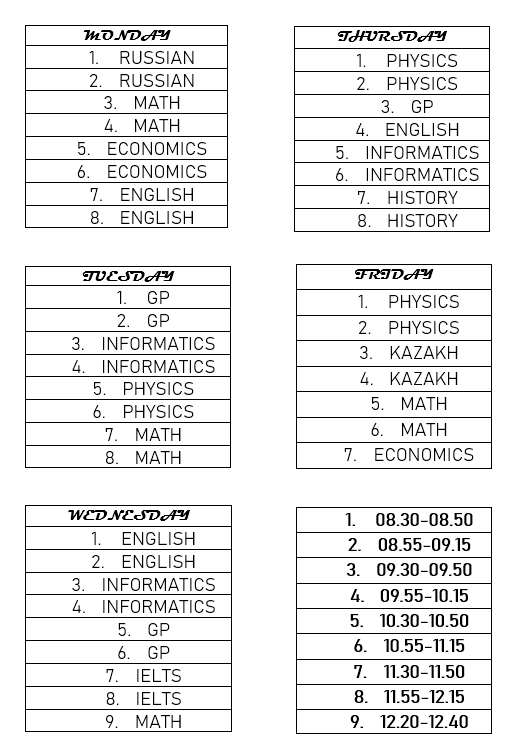 MONDAY
1. RUSSIAN
2. RUSSIAN
3. MATH
4. MATH
5. ECONOMICS
6. ECONOMICS
7. ENGLISH
8. ENGLISH
TUESDAY
1. GP
2. GP
3. INFORMATICS
4. INFORMATICS
5. PHYSICS
6. PHYSICS
7. MATH
8. MATH
WEDNESDAY
1. ENGLISH
2. ENGLISH
3. INFORMATICS
4. INFORMATICS
5. GP
6. GP
7. IELTS
8. IELTS
9. MATH
THURSDAY
1. PHYSICS
2. PHYSICS
3. GP
4. ENGLISH
5. INFORMATICS
6. INFORMATICS
7. HISTORY
8. HISTORY
FRIDAY
1. PHYSICS
2. PHYSICS
3. KAZAKH
4. KAZAKH
5. MATH
6. MATH
7. ECONOMICS
1. 08.30-08.50
2. 08.55-09.15
3. 09.30-09.50
4. 09.55-10.15
5. 10.30-10.50
6. 10.55-11.15
7. 11.30-11.50
8. 11.55-12.15
9. 12.20-12.40